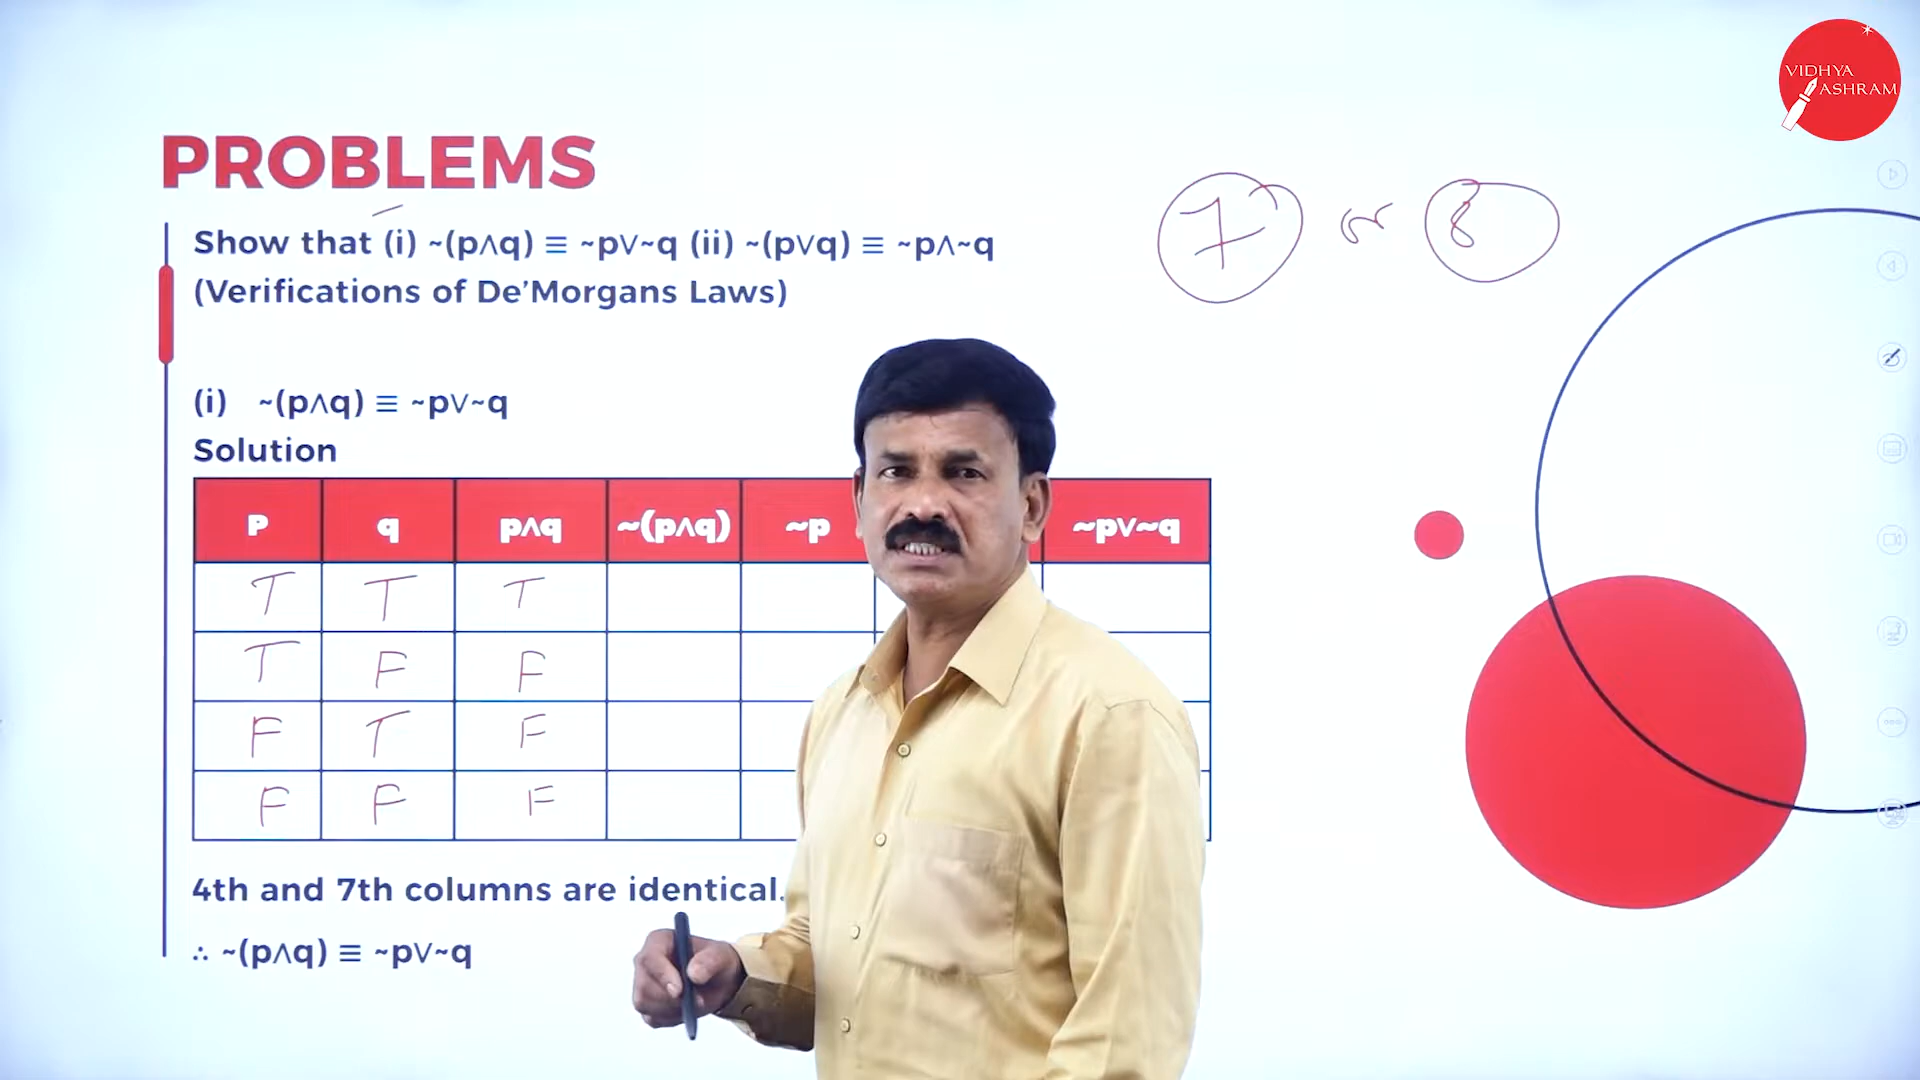 VIDHYA
ASHRAM
PROBLEMS
7 or 8
Show that (i) ~(p∧q) ≡ ~p∨~q (ii) ~(p∨q) ≡ ~p∧~q
(Verifications of De’Morgans Laws)
(i) ~(p∧q) ≡ ~p∨~q
Solution
P q p∧q ~(p∧q) ~p ~p∨~q
T T T
T F F
F T F
F F F
4th and 7th columns are identical.
∴ ~(p∧q) ≡ ~p∨~q